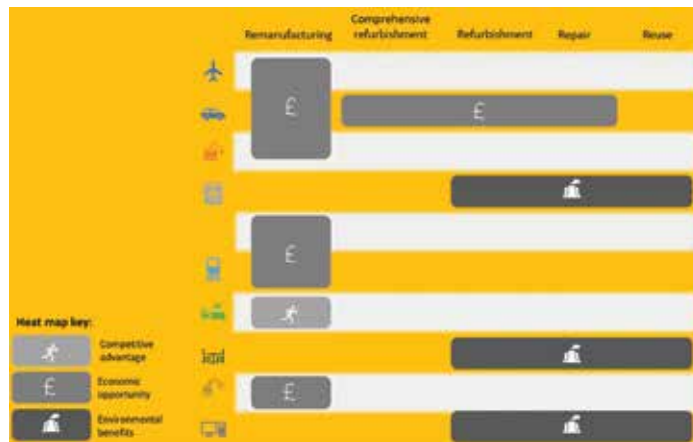 Comprehensive
Remanufacturing refurbishment Refurbishment Repair Reuse
£
£
£
Heat map key:
Competitive
advantage
£ Economic
opportunity
£
Environmental
benefits